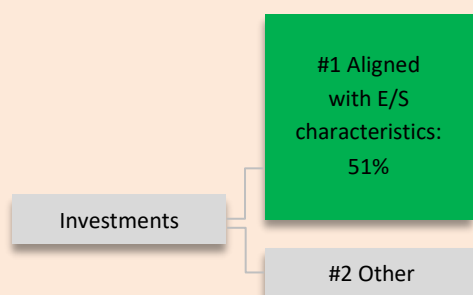 #1 Aligned
with E/S
characteristics:
51%
Investments
#2 Other